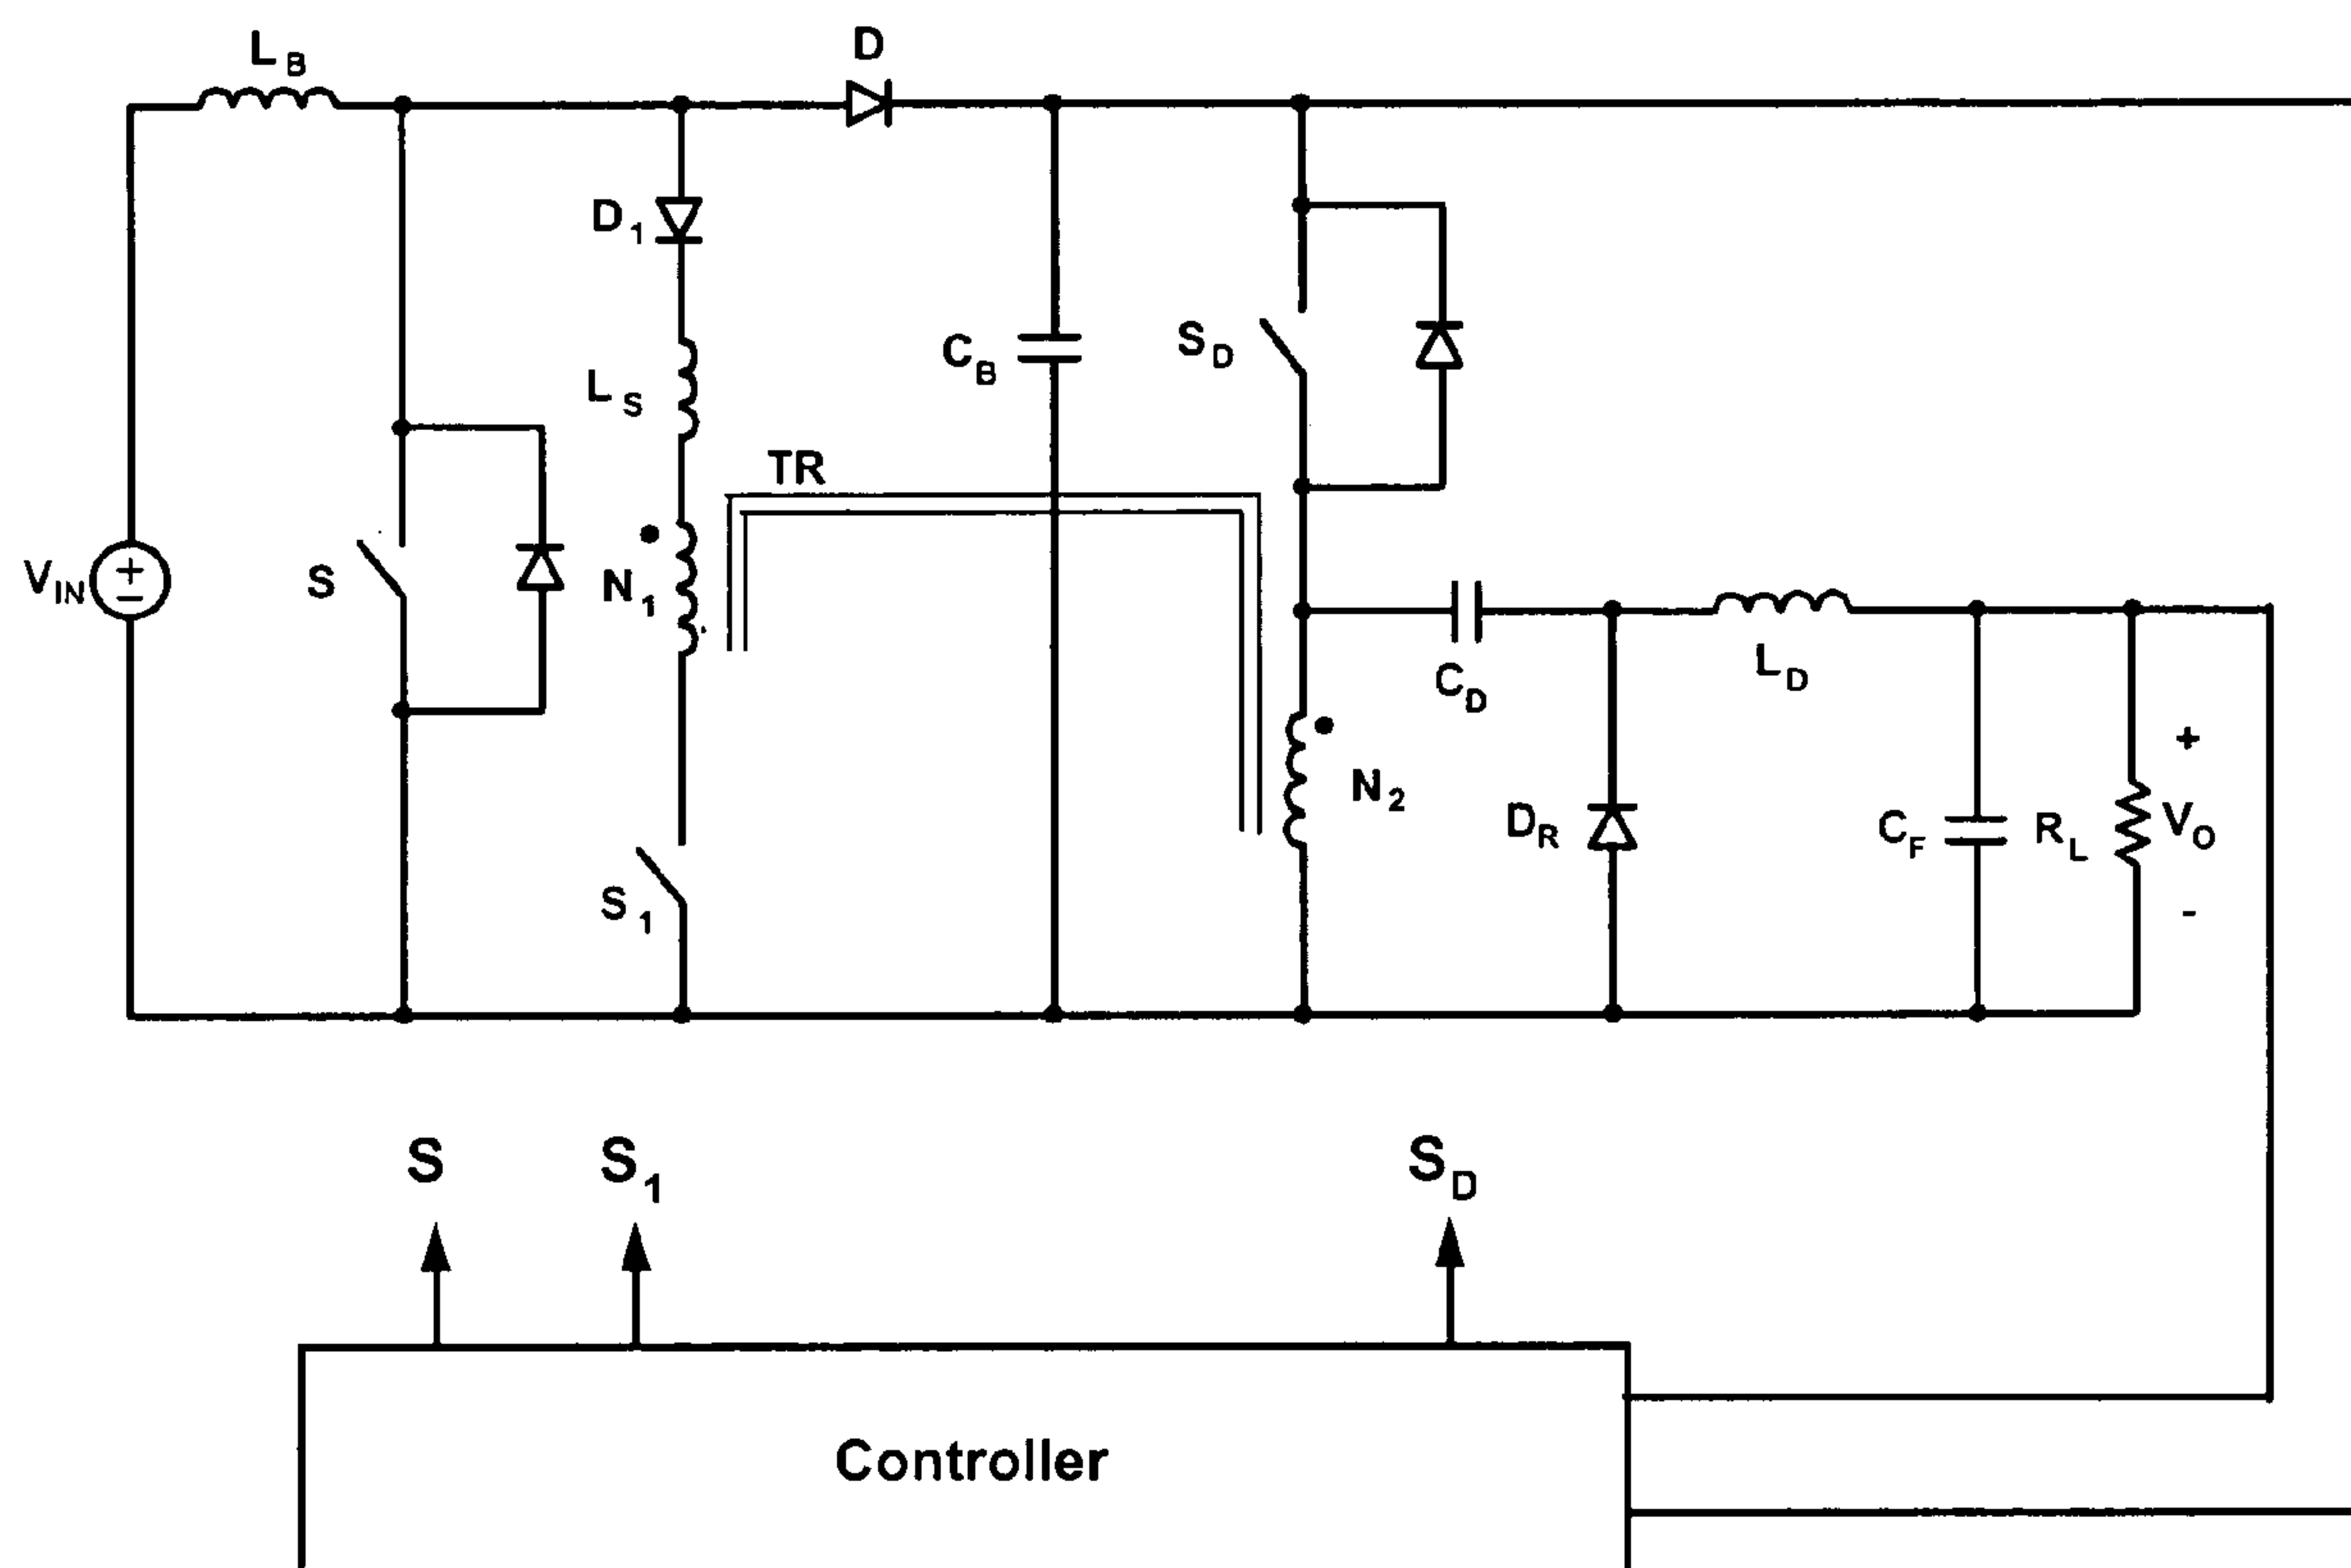 L_B
D
D_1
L_S
C_B
S_D
TR
V_IN
+
−
S
N_1
C_D
L_D
N_2
D_R
C_F
R_L
+
V_O
-
S_1
S
S_1
S_D
Controller